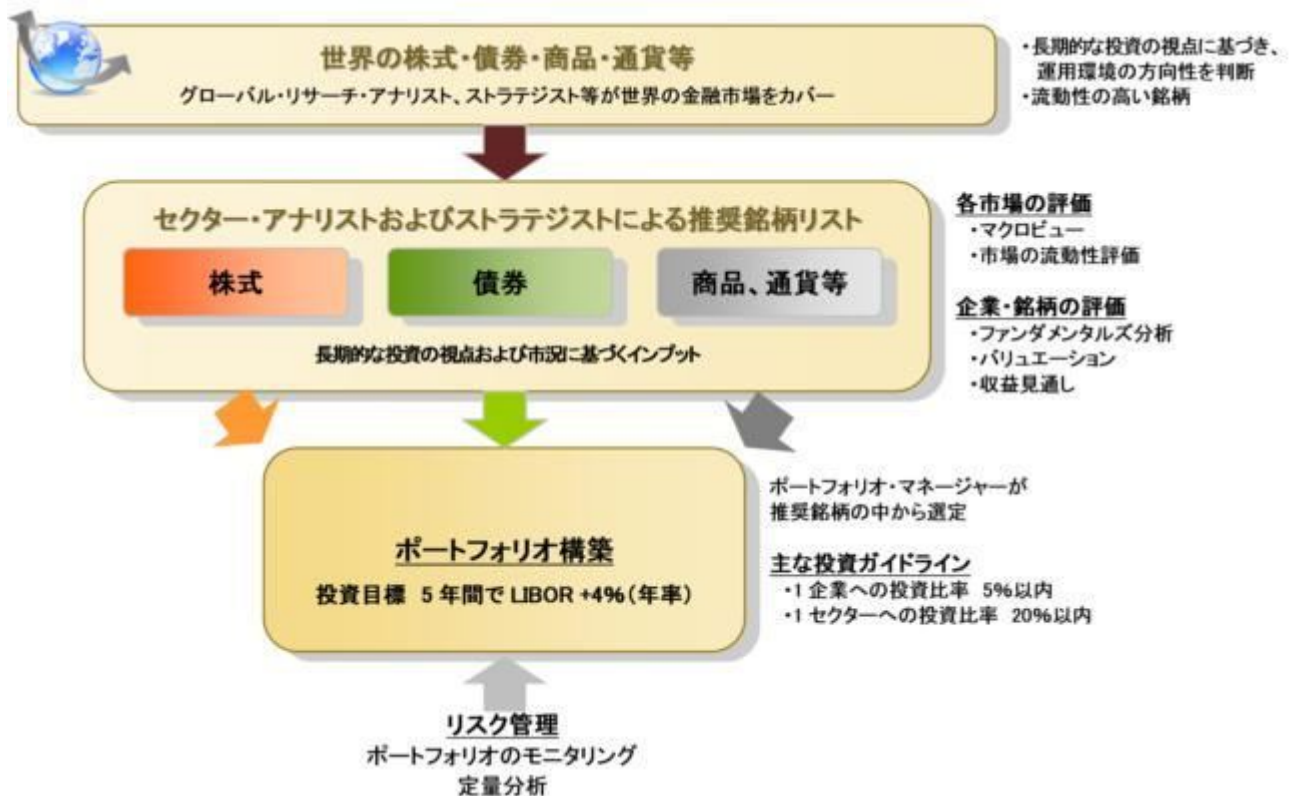 世界の株式・債券・商品・通貨等
グローバル・リサーチ・アナリスト、ストラテジスト等が世界の金融市場をカバー
・長期的な投資の視点に基づき、
運用環境の方向性を判断
・流動性の高い銘柄
セクター・アナリストおよびストラテジストによる推奨銘柄リスト
株式
債券
商品、通貨等
長期的な投資の視点および市況に基づくインプット
各市場の評価
・マクロビュー
・市場の流動性評価
企業・銘柄の評価
・ファンダメンタルズ分析
・バリュエーション
・収益見通し
ポートフォリオ構築
投資目標 5年間で LIBOR +4%(年率)
ポートフォリオ・マネージャーが
推奨銘柄の中から選定
主な投資ガイドライン
・1 企業への投資比率 5%以内
・1 セクターへの投資比率 20%以内
リスク管理
ポートフォリオのモニタリング
定量分析